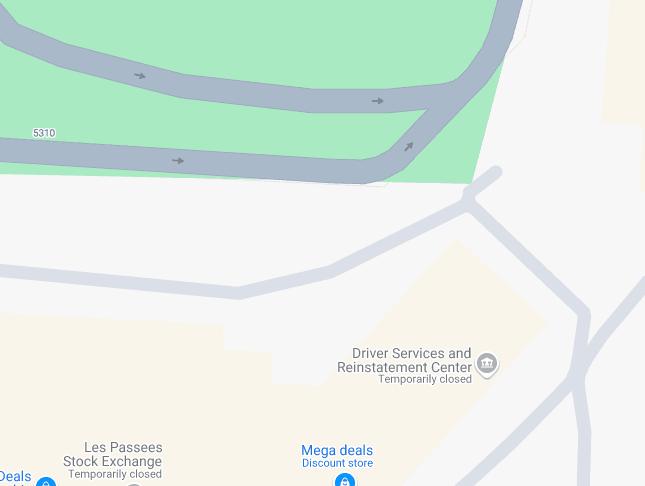 5310
Driver Services and
Reinstatement Center
Temporarily closed
Les Passees
Stock Exchange
Temporarily closed
Mega deals
Discount store
Deals